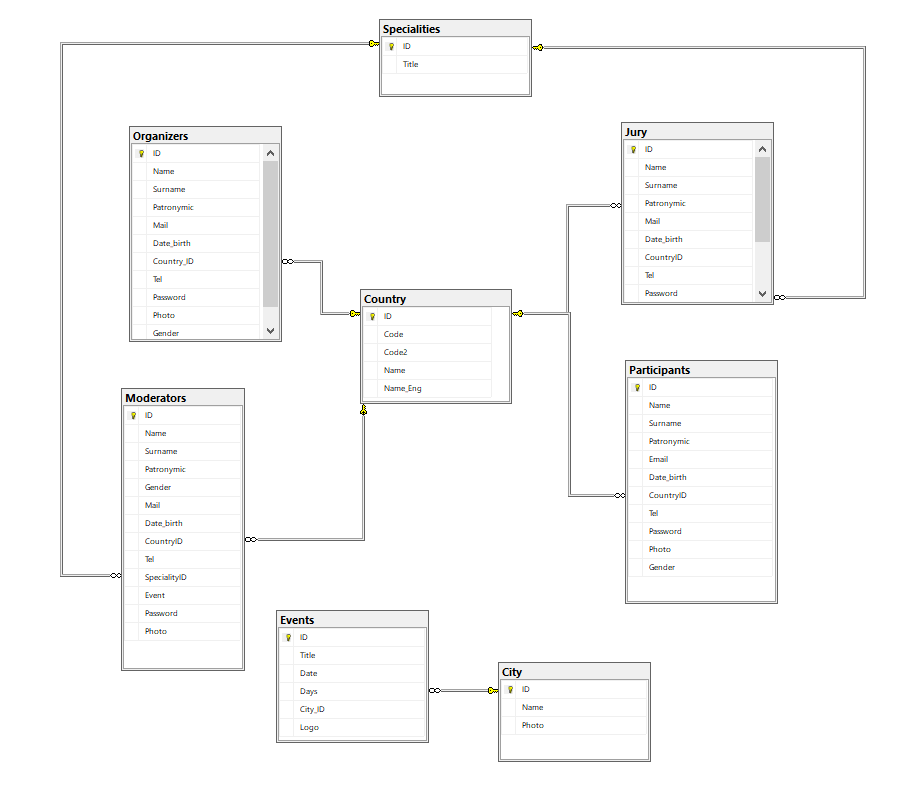 Specialities
ID
Title
Organizers
ID
Name
Surname
Patronymic
Mail
Date_birth
Country_ID
Tel
Password
Photo
Gender
Jury
ID
Name
Surname
Patronymic
Mail
Date_birth
CountryID
Tel
Password
Country
ID
Code
Code2
Name
Name_Eng
Participants
ID
Name
Surname
Patronymic
Email
Date_birth
CountryID
Tel
Password
Photo
Gender
Moderators
ID
Name
Surname
Patronymic
Gender
Mail
Date_birth
CountryID
Tel
SpecialityID
Event
Password
Photo
Events
ID
Title
Date
Days
City_ID
Logo
City
ID
Name
Photo